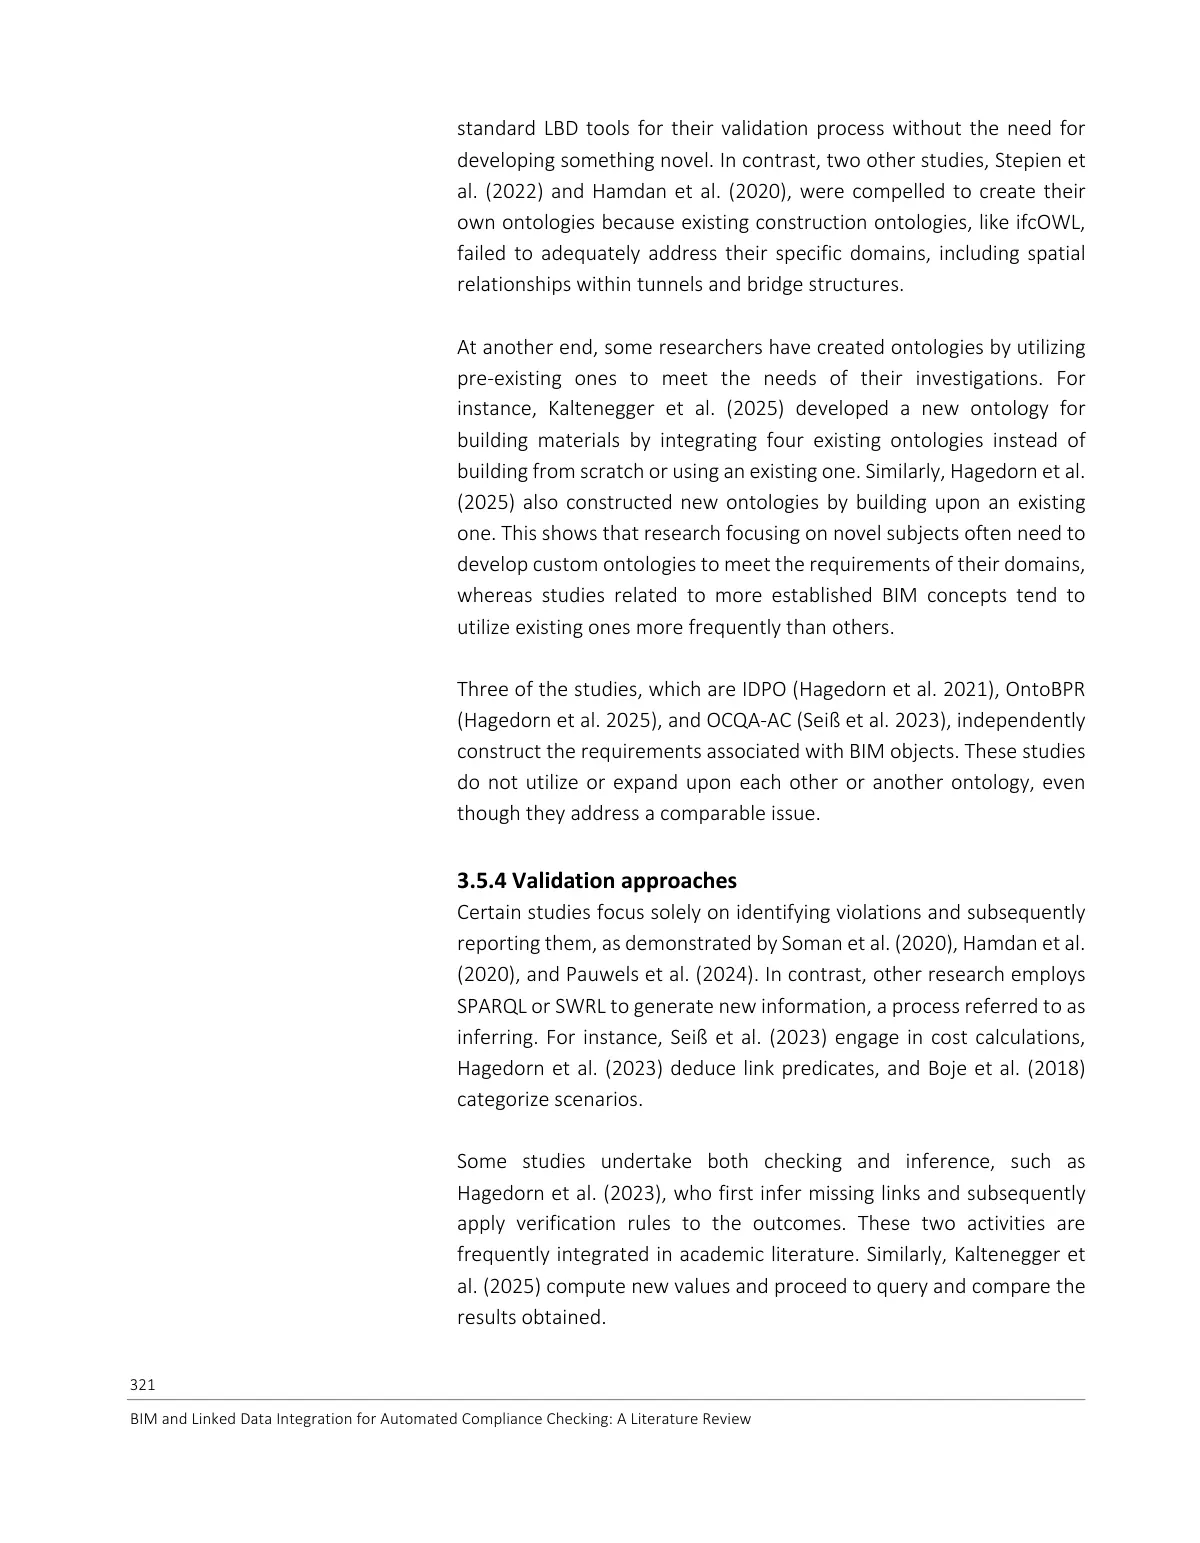 standard LBD tools for their validation process without the need for
developing something novel. In contrast, two other studies, Stepien et
al. (2022) and Hamdan et al. (2020), were compelled to create their
own ontologies because existing construction ontologies, like ifcOWL,
failed to adequately address their specific domains, including spatial
relationships within tunnels and bridge structures.
At another end, some researchers have created ontologies by utilizing
pre-existing ones to meet the needs of their investigations. For
instance, Kaltenegger et al. (2025) developed a new ontology for
building materials by integrating four existing ontologies instead of
building from scratch or using an existing one. Similarly, Hagedorn et al.
(2025) also constructed new ontologies by building upon an existing
one. This shows that research focusing on novel subjects often need to
develop custom ontologies to meet the requirements of their domains,
whereas studies related to more established BIM concepts tend to
utilize existing ones more frequently than others.
Three of the studies, which are IDPO (Hagedorn et al. 2021), OntoBPR
(Hagedorn et al. 2025), and OCQA-AC (Seiß et al. 2023), independently
construct the requirements associated with BIM objects. These studies
do not utilize or expand upon each other or another ontology, even
though they address a comparable issue.
3.5.4 Validation approaches
Certain studies focus solely on identifying violations and subsequently
reporting them, as demonstrated by Soman et al. (2020), Hamdan et al.
(2020), and Pauwels et al. (2024). In contrast, other research employs
SPARQL or SWRL to generate new information, a process referred to as
inferring. For instance, Seiß et al. (2023) engage in cost calculations,
Hagedorn et al. (2023) deduce link predicates, and Boje et al. (2018)
categorize scenarios.
Some studies undertake both checking and inference, such as
Hagedorn et al. (2023), who first infer missing links and subsequently
apply verification rules to the outcomes. These two activities are
frequently integrated in academic literature. Similarly, Kaltenegger et
al. (2025) compute new values and proceed to query and compare the
results obtained.
321
BIM and Linked Data Integration for Automated Compliance Checking: A Literature Review